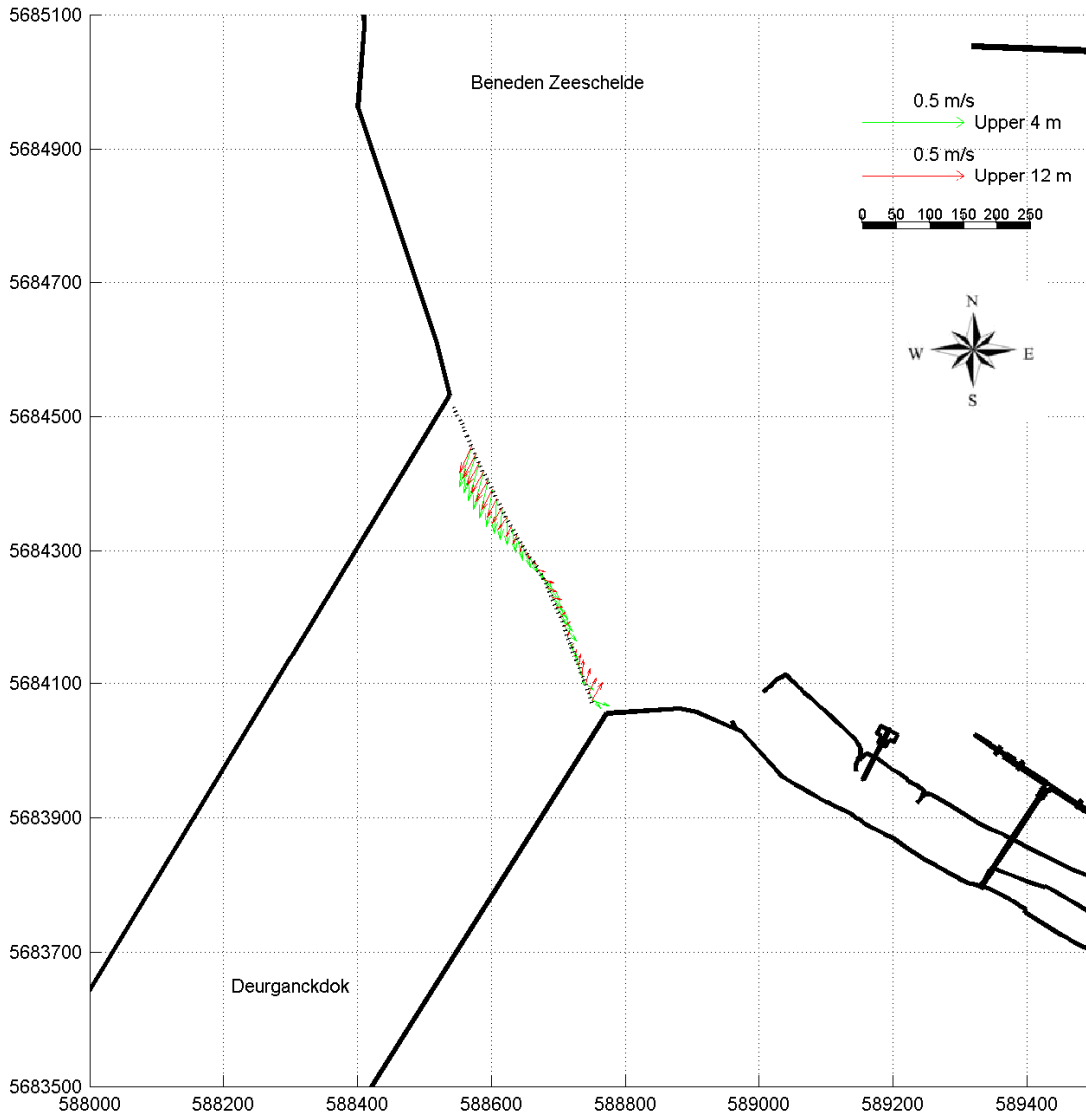 5685100
Beneden Zeeschelde
0.5 m/s
Upper 4 m
5684900
0.5 m/s
Upper 12 m
0 50 100 150 200 250
5684700
N
W E
S
5684500
5684300
5684100
5683900
5683700
Deurganckdok
5683500
588000 588200 588400 588600 588800 589000 589200 589400